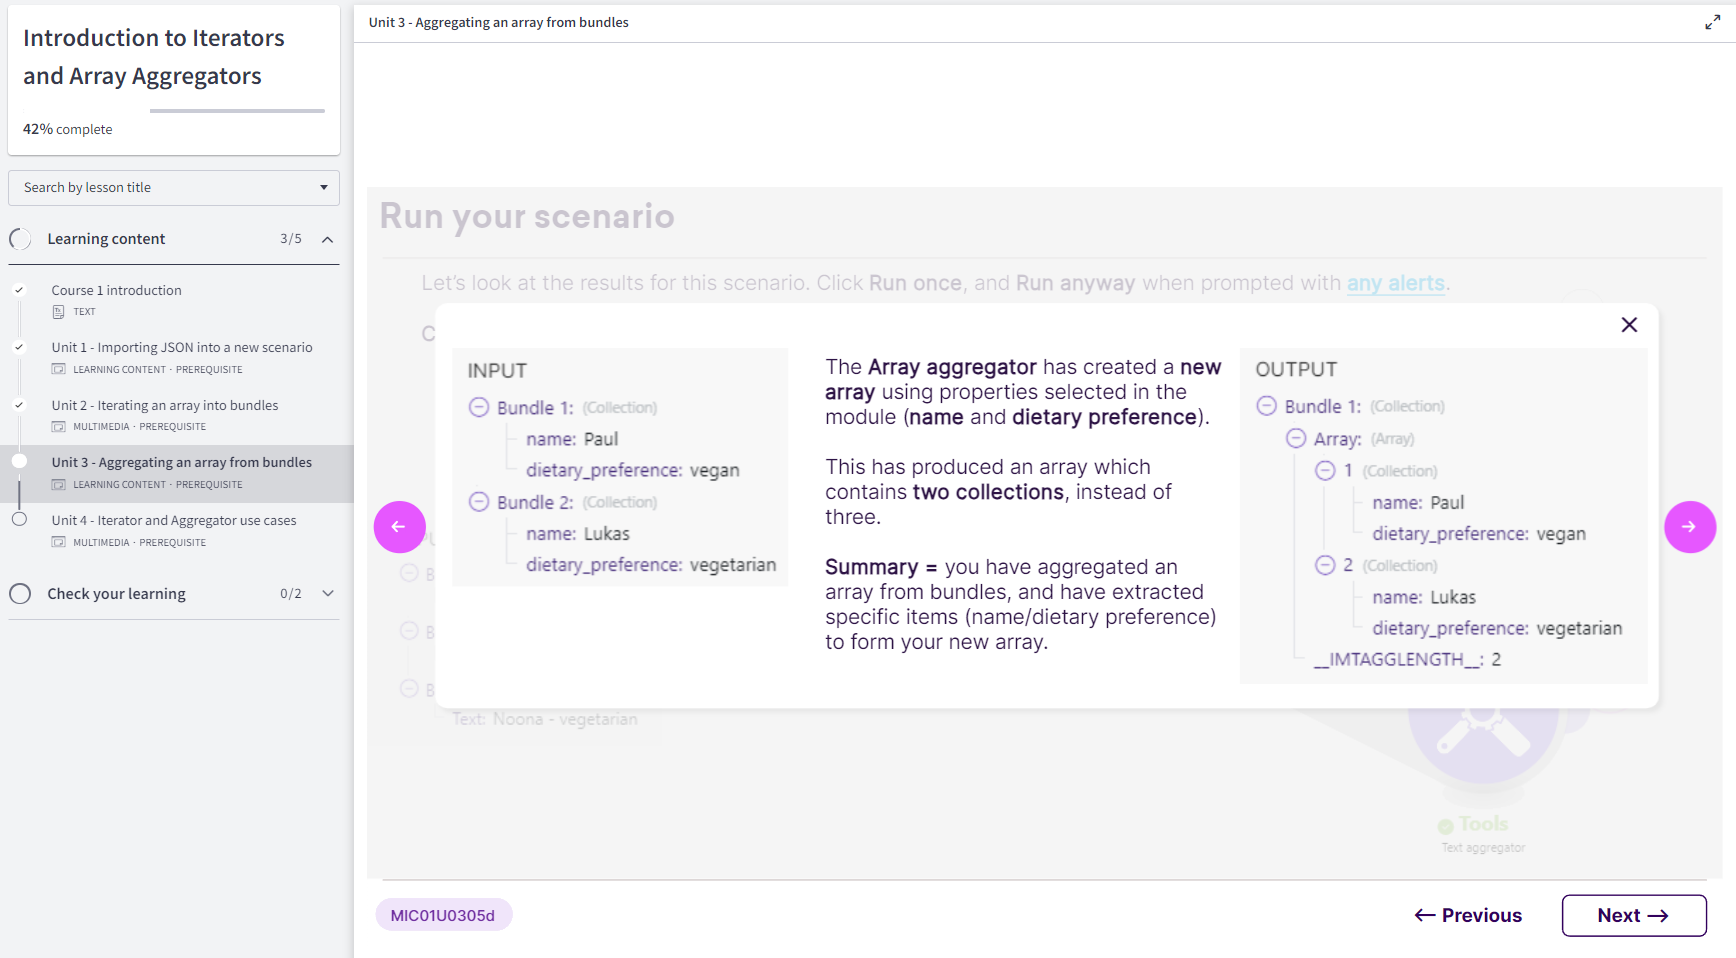 Introduction to Iterators
and Array Aggregators
42% complete
Search by lesson title
Learning content 3/5
Course 1 introduction
TEXT
Unit 1 - Importing JSON into a new scenario
LEARNING CONTENT · PREREQUISITE
Unit 2 - Iterating an array into bundles
MULTIMEDIA · PREREQUISITE
Unit 3 - Aggregating an array from bundles
LEARNING CONTENT · PREREQUISITE
Unit 4 - Iterator and Aggregator use cases
MULTIMEDIA · PREREQUISITE
Check your learning 0/2
Unit 3 - Aggregating an array from bundles
Run your scenario
Let's look at the results for this scenario. Click Run once, and Run anyway when prompted with any alerts.
INPUT
Bundle 1: (Collection)
name: Paul
dietary_preference: vegan
Bundle 2: (Collection)
name: Lukas
dietary_preference: vegetarian
The Array aggregator has created a new
array using properties selected in the
module (name and dietary preference).
This has produced an array which
contains two collections, instead of
three.
Summary = you have aggregated an
array from bundles, and have extracted
specific items (name/dietary preference)
to form your new array.
OUTPUT
Bundle 1: (Collection)
Array: (Array)
1 (Collection)
name: Paul
dietary_preference: vegan
2 (Collection)
name: Lukas
dietary_preference: vegetarian
__IMTAGGLENGTH__: 2
Text: Noona - vegetarian
Tools
Text aggregator
MIC01U0305d
← Previous
Next →